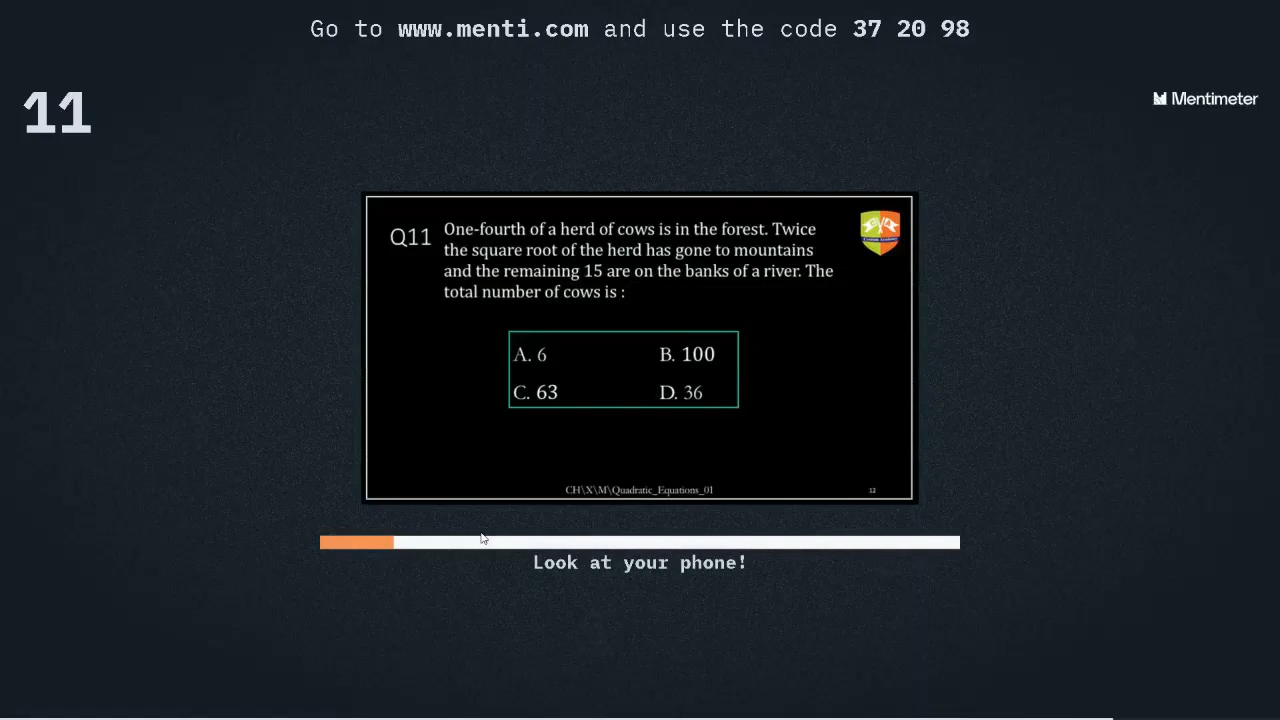 Go to www.menti.com and use the code 37 20 98
11
Mentimeter
Q11 One-fourth of a herd of cows is in the forest. Twice
the square root of the herd has gone to mountains
and the remaining 15 are on the banks of a river. The
total number of cows is :
A. 6 B. 100
C. 63 D. 36
CH\X\M\Quadratic_Equations_01 12
Look at your phone!